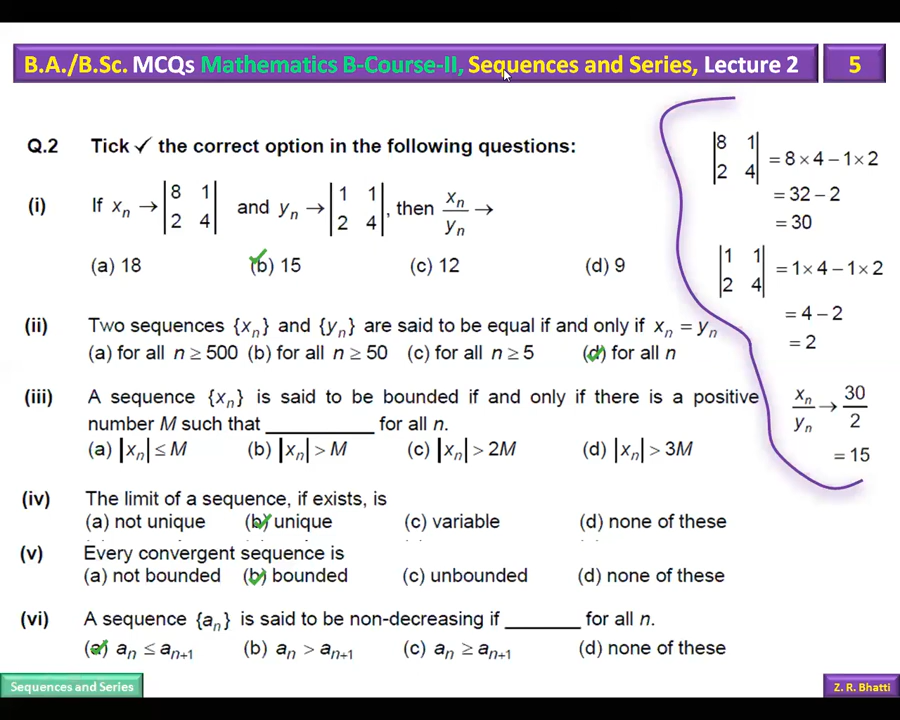 B.A./B.Sc. MCQs Mathematics B-Course-II, Sequences and Series, Lecture 2 5
Q.2 Tick ✓ the correct option in the following questions:
(i) If xₙ → |8 1; 2 4| and yₙ → |1 1; 2 4|, then xₙ/yₙ →
(a) 18 (b) 15 (c) 12 (d) 9
(ii) Two sequences {xₙ} and {yₙ} are said to be equal if and only if xₙ = yₙ
(a) for all n ≥ 500 (b) for all n ≥ 50 (c) for all n ≥ 5 (d) for all n
(iii) A sequence {xₙ} is said to be bounded if and only if there is a positive
number M such that ____________ for all n.
(a) |xₙ| ≤ M (b) |xₙ| > M (c) |xₙ| > 2M (d) |xₙ| > 3M
(iv) The limit of a sequence, if exists, is
(a) not unique (b) unique (c) variable (d) none of these
(v) Every convergent sequence is
(a) not bounded (b) bounded (c) unbounded (d) none of these
(vi) A sequence {aₙ} is said to be non-decreasing if ________ for all n.
(a) aₙ ≤ aₙ₊₁ (b) aₙ > aₙ₊₁ (c) aₙ ≥ aₙ₊₁ (d) none of these
|8 1; 2 4| = 8 × 4 − 1 × 2
= 32 − 2
= 30
|1 1; 2 4| = 1 × 4 − 1 × 2
= 4 − 2
= 2
xₙ/yₙ → 30/2
= 15
Sequences and Series
Z. R. Bhatti